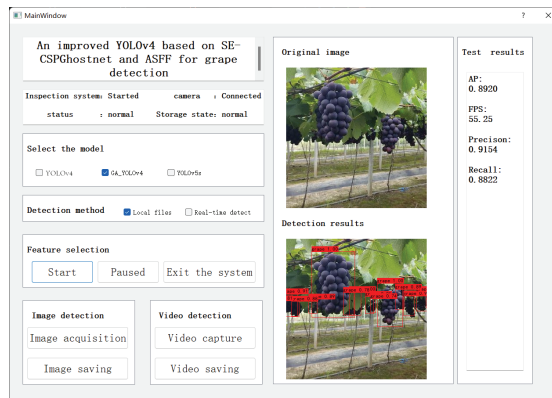 MainWindow
? ×
An improved YOLOv4 based on SE-
CSPGhostnet and ASFF for grape
detection
Inspection system: Started camera : Connected
status : normal Storage state: normal
Select the model
YOLOv4 GA_YOLOv4 YOLOv5s
Detection method Local files Real-time detect
Feature selection
Start Paused Exit the system
Image detection
Image acquisition
Image saving
Video detection
Video capture
Video saving
Original image
Detection results
grape 1.00
Test results
AP:
0.8920
FPS:
55.25
Precison:
0.9154
Recall:
0.8822